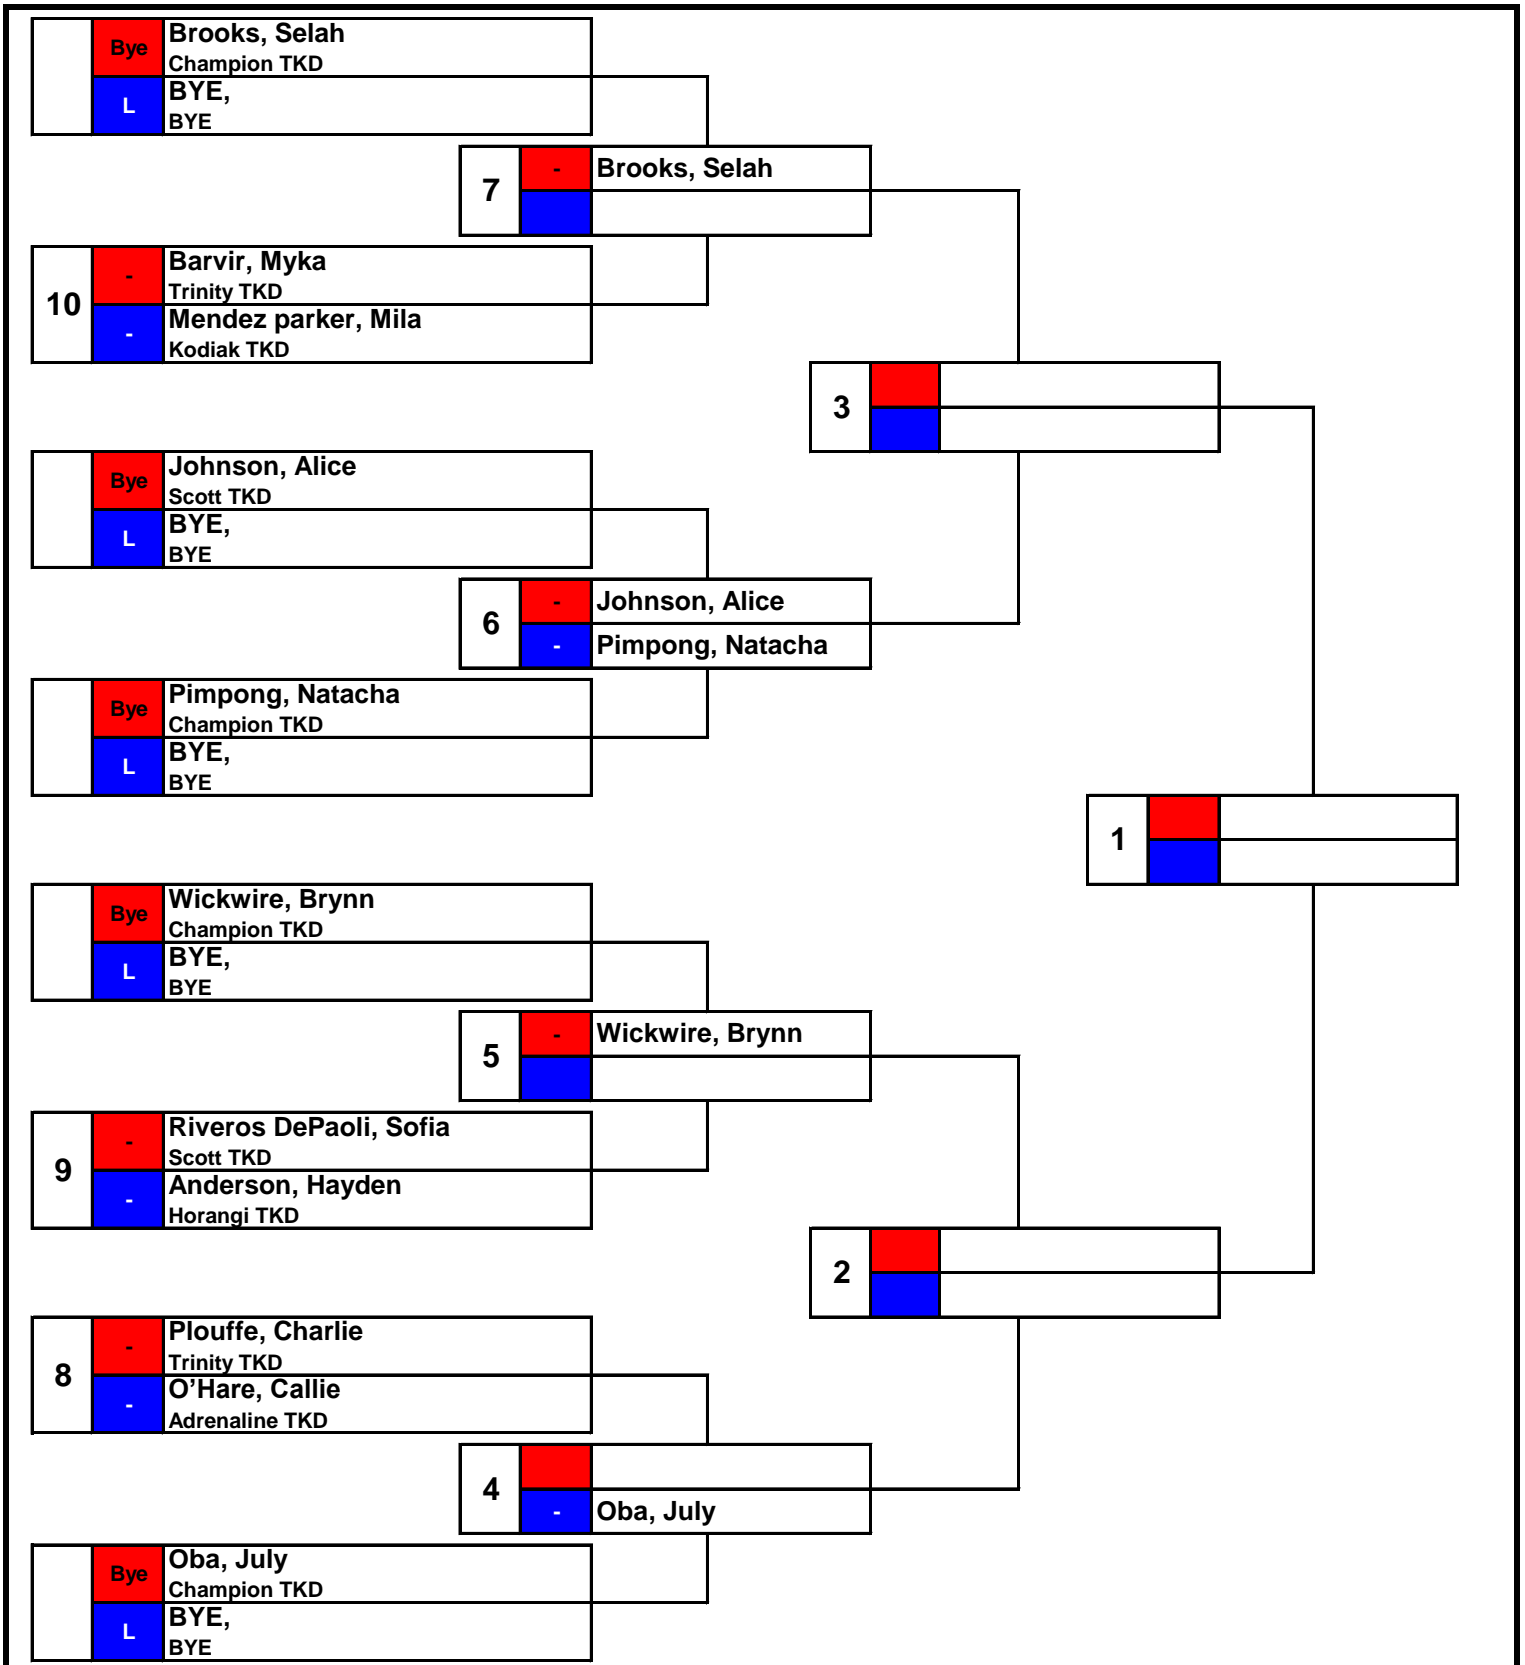 Bye
Brooks, Selah
Champion TKD
L
BYE,
BYE
7
-
Brooks, Selah
10
-
Barvir, Myka
Trinity TKD
-
Mendez parker, Mila
Kodiak TKD
3
Bye
Johnson, Alice
Scott TKD
L
BYE,
BYE
6
-
Johnson, Alice
-
Pimpong, Natacha
Bye
Pimpong, Natacha
Champion TKD
L
BYE,
BYE
1
Bye
Wickwire, Brynn
Champion TKD
L
BYE,
BYE
5
-
Wickwire, Brynn
9
-
Riveros DePaoli, Sofia
Scott TKD
-
Anderson, Hayden
Horangi TKD
2
8
-
Plouffe, Charlie
Trinity TKD
-
O'Hare, Callie
Adrenaline TKD
4
-
Oba, July
Bye
Oba, July
Champion TKD
L
BYE,
BYE